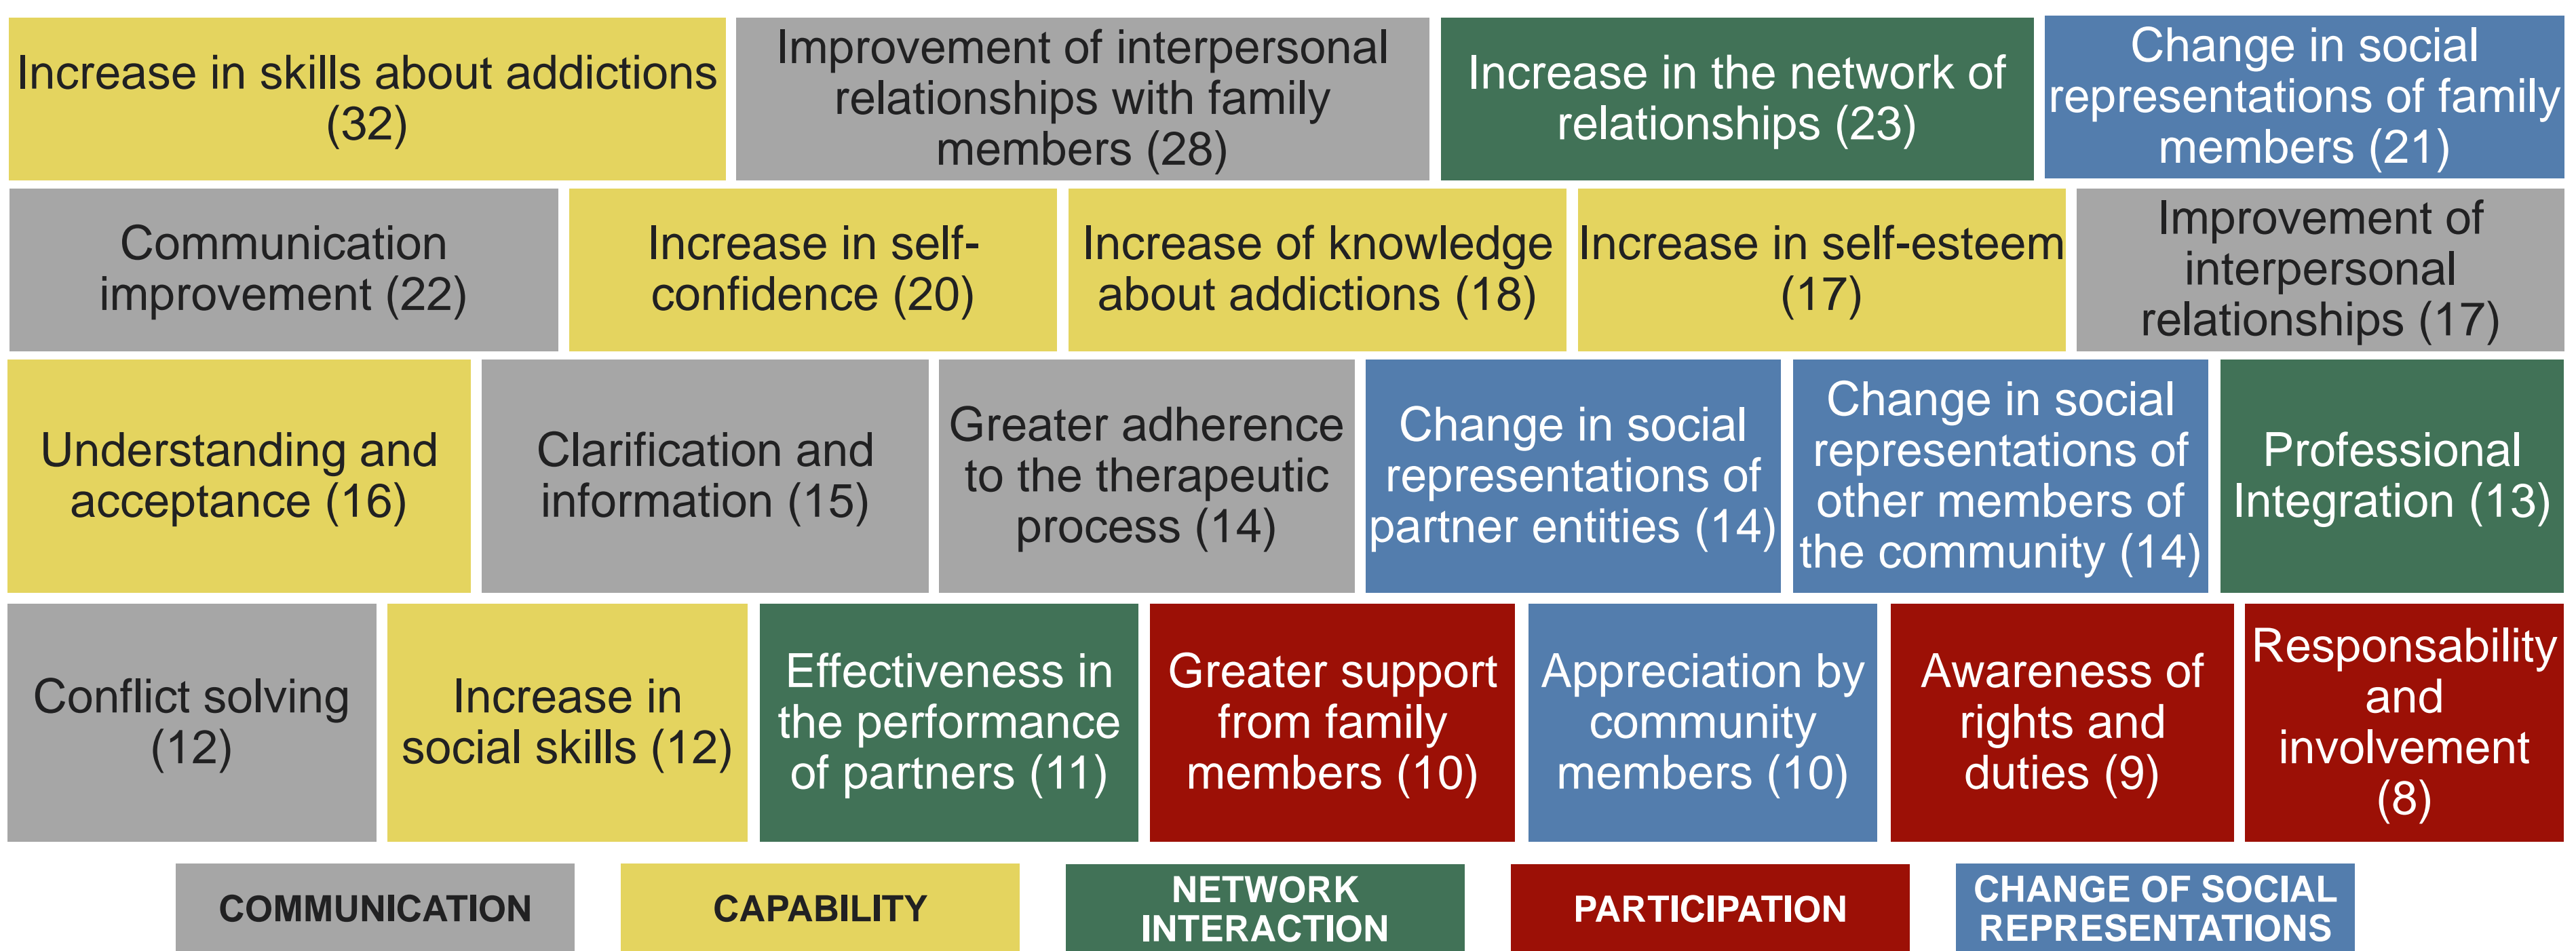 Increase in skills about addictions
(32)
Improvement of interpersonal
relationships with family
members (28)
Increase in the network of
relationships (23)
Change in social
representations of family
members (21)
Communication
improvement (22)
Increase in self-
confidence (20)
Increase of knowledge
about addictions (18)
Increase in self-esteem
(17)
Improvement of
interpersonal
relationships (17)
Understanding and
acceptance (16)
Clarification and
information (15)
Greater adherence
to the therapeutic
process (14)
Change in social
representations of
partner entities (14)
Change in social
representations of
other members of
the community (14)
Professional
Integration (13)
Conflict solving
(12)
Increase in
social skills (12)
Effectiveness in
the performance
of partners (11)
Greater support
from family
members (10)
Appreciation by
community
members (10)
Awareness of
rights and
duties (9)
Responsability
and
involvement
(8)
COMMUNICATION
CAPABILITY
NETWORK
INTERACTION
PARTICIPATION
CHANGE OF SOCIAL
REPRESENTATIONS